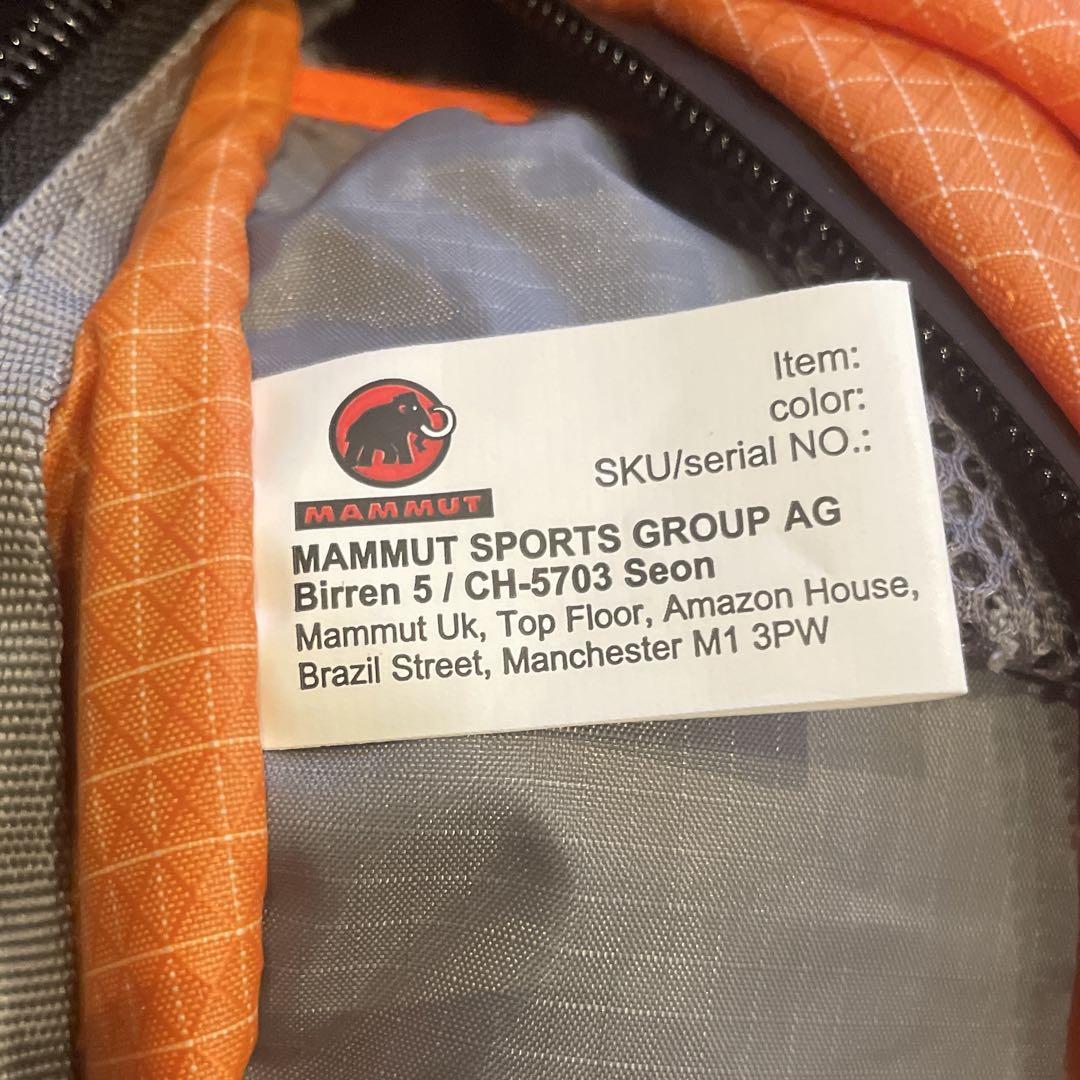 Item:
color:
SKU/serial NO.:
MAMMUT
MAMMUT SPORTS GROUP AG
Birren 5 / CH-5703 Seon
Mammut Uk, Top Floor, Amazon House,
Brazil Street, Manchester M1 3PW